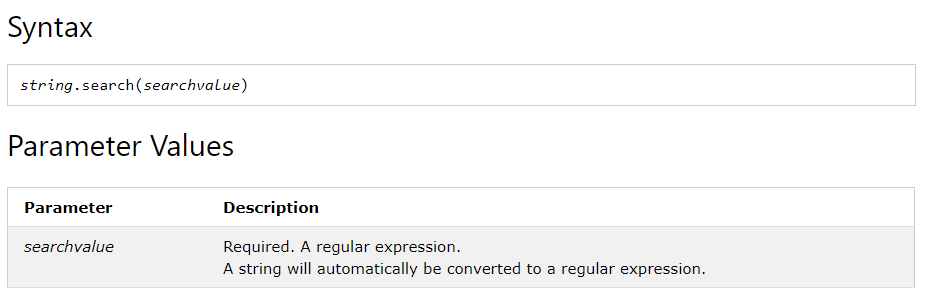 Syntax
string.search(searchvalue)
Parameter Values
Parameter Description
searchvalue Required. A regular expression.
A string will automatically be converted to a regular expression.